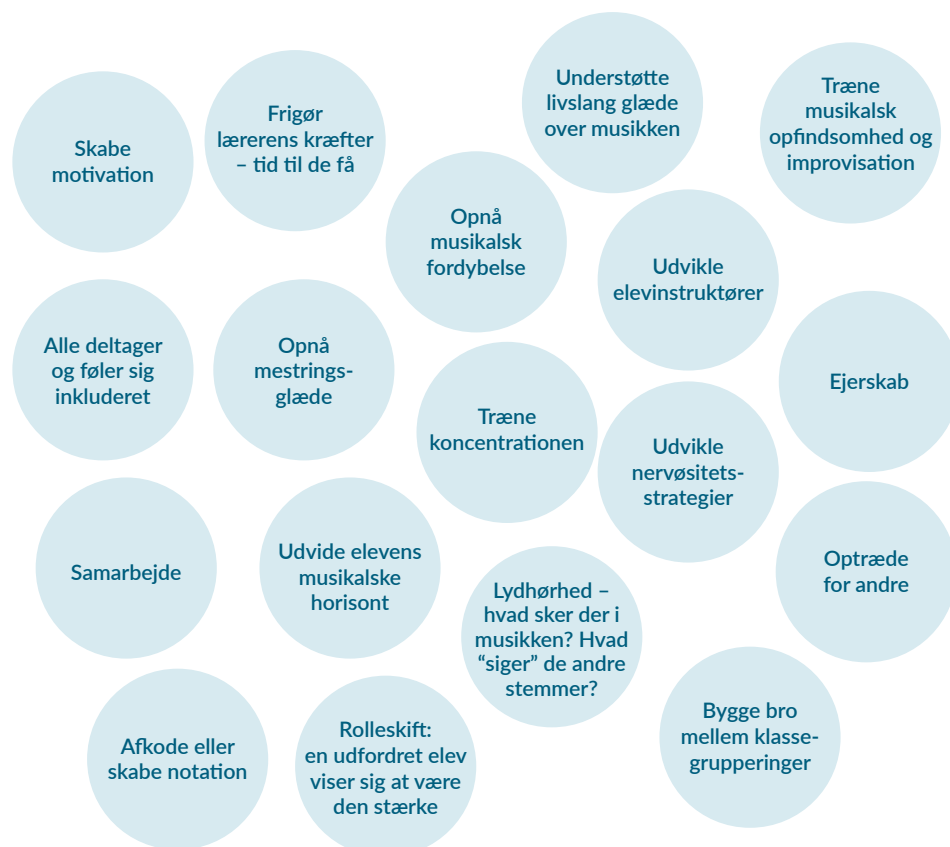 Skabe
motivation
Frigør
lærerens kræfter
– tid til de få
Understøtte
livslang glæde
over musikken
Træne
musikalsk
opfindsomhed og
improvisation
Opnå
musikalsk
fordybelse
Udvikle
elevinstruktører
Alle deltager
og føler sig
inkluderet
Opnå
mestrings-
glæde
Træne
koncentrationen
Ejerskab
Udvikle
nervøsitets-
strategier
Samarbejde
Udvide elevens
musikalske
horisont
Lydhørhed –
hvad sker der i
musikken? Hvad
“siger” de andre
stemmer?
Optræde
for andre
Afkode eller
skabe notation
Rolleskift:
en udfordret elev
viser sig at være
den stærke
Bygge bro
mellem klasse-
grupperinger